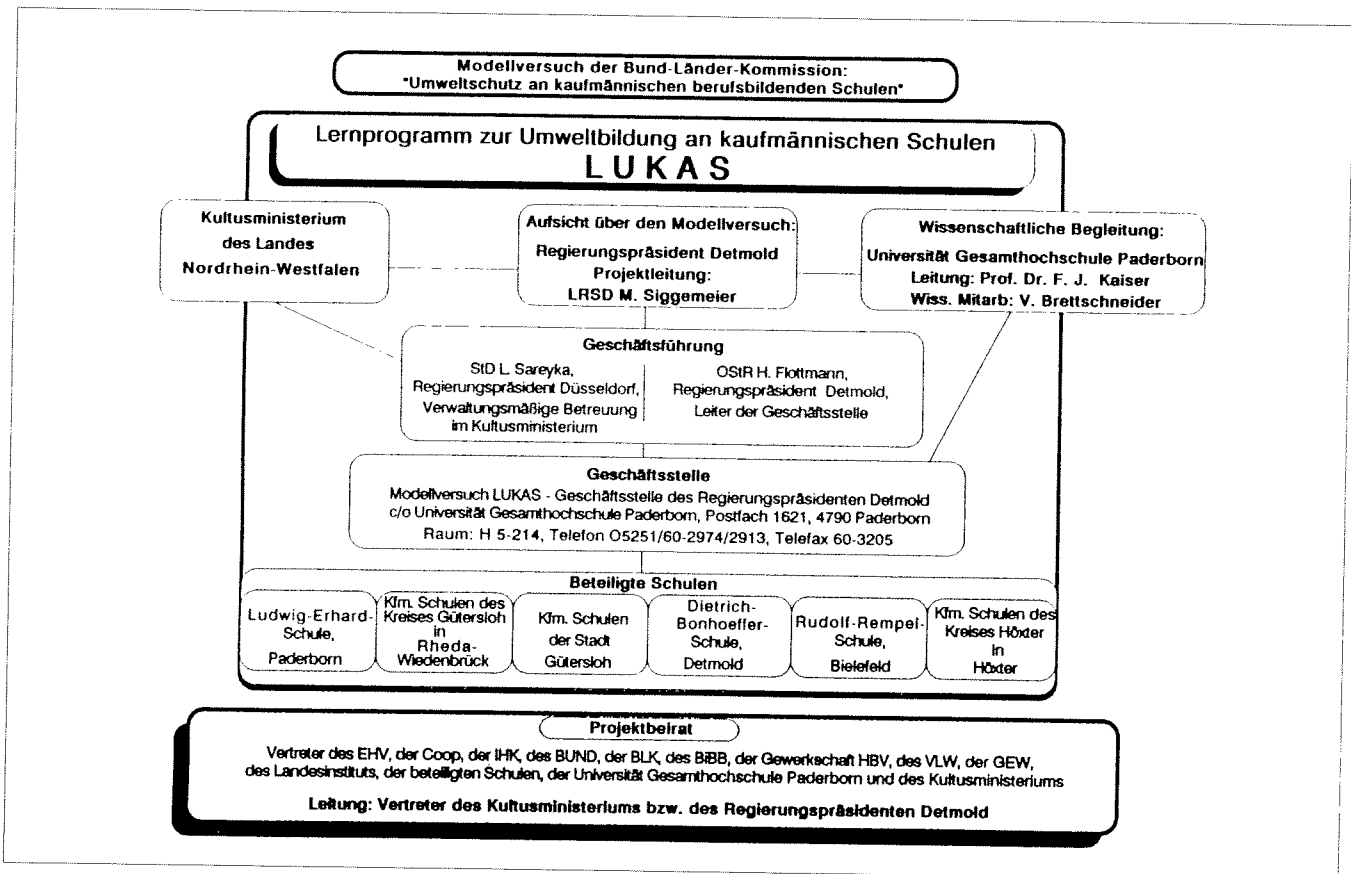 Modellversuch der Bund-Länder-Kommission:
"Umweltschutz an kaufmännischen berufsbildenden Schulen"
Lernprogramm zur Umweltbildung an kaufmännischen Schulen
LUKAS
Kultusministerium
des Landes
Nordrhein-Westfalen
Aufsicht über den Modellversuch:
Regierungspräsident Detmold
Projektleitung:
LRSD M. Siggemeier
Wissenschaftliche Begleitung:
Universität Gesamthochschule Paderborn
Leitung: Prof. Dr. F. J. Kaiser
Wiss. Mitarb: V. Brettschneider
Geschäftsführung
StD L. Sareyka,
Regierungspräsident Düsseldorf,
Verwaltungsmäßige Betreuung
im Kultusministerium
OStR H. Flottmann,
Regierungspräsident Detmold,
Leiter der Geschäftsstelle
Geschäftsstelle
Modellversuch LUKAS - Geschäftsstelle des Regierungspräsidenten Detmold
c/o Universität Gesamthochschule Paderborn, Postfach 1621, 4790 Paderborn
Raum: H 5-214, Telefon O5251/60-2974/2913, Telefax 60-3205
Beteiligte Schulen
Ludwig-Erhard-
Schule,
Paderborn
Kfm. Schulen des
Kreises Gütersloh
in
Rheda-
Wiedenbrück
Kfm. Schulen
der Stadt
Gütersloh
Dietrich-
Bonhoeffer-
Schule,
Detmold
Rudolf-Rempel-
Schule,
Bielefeld
Kfm. Schulen des
Kreises Höxter
in
Höxter
Projektbeirat
Vertreter des EHV, der Coop, der IHK, des BUND, der BLK, des BiBB, der Gewerkschaft HBV, des VLW, der GEW,
des Landesinstituts, der beteiligten Schulen, der Universität Gesamthochschule Paderborn und des Kultusministeriums
Leitung: Vertreter des Kultusministeriums bzw. des Regierungspräsidenten Detmold